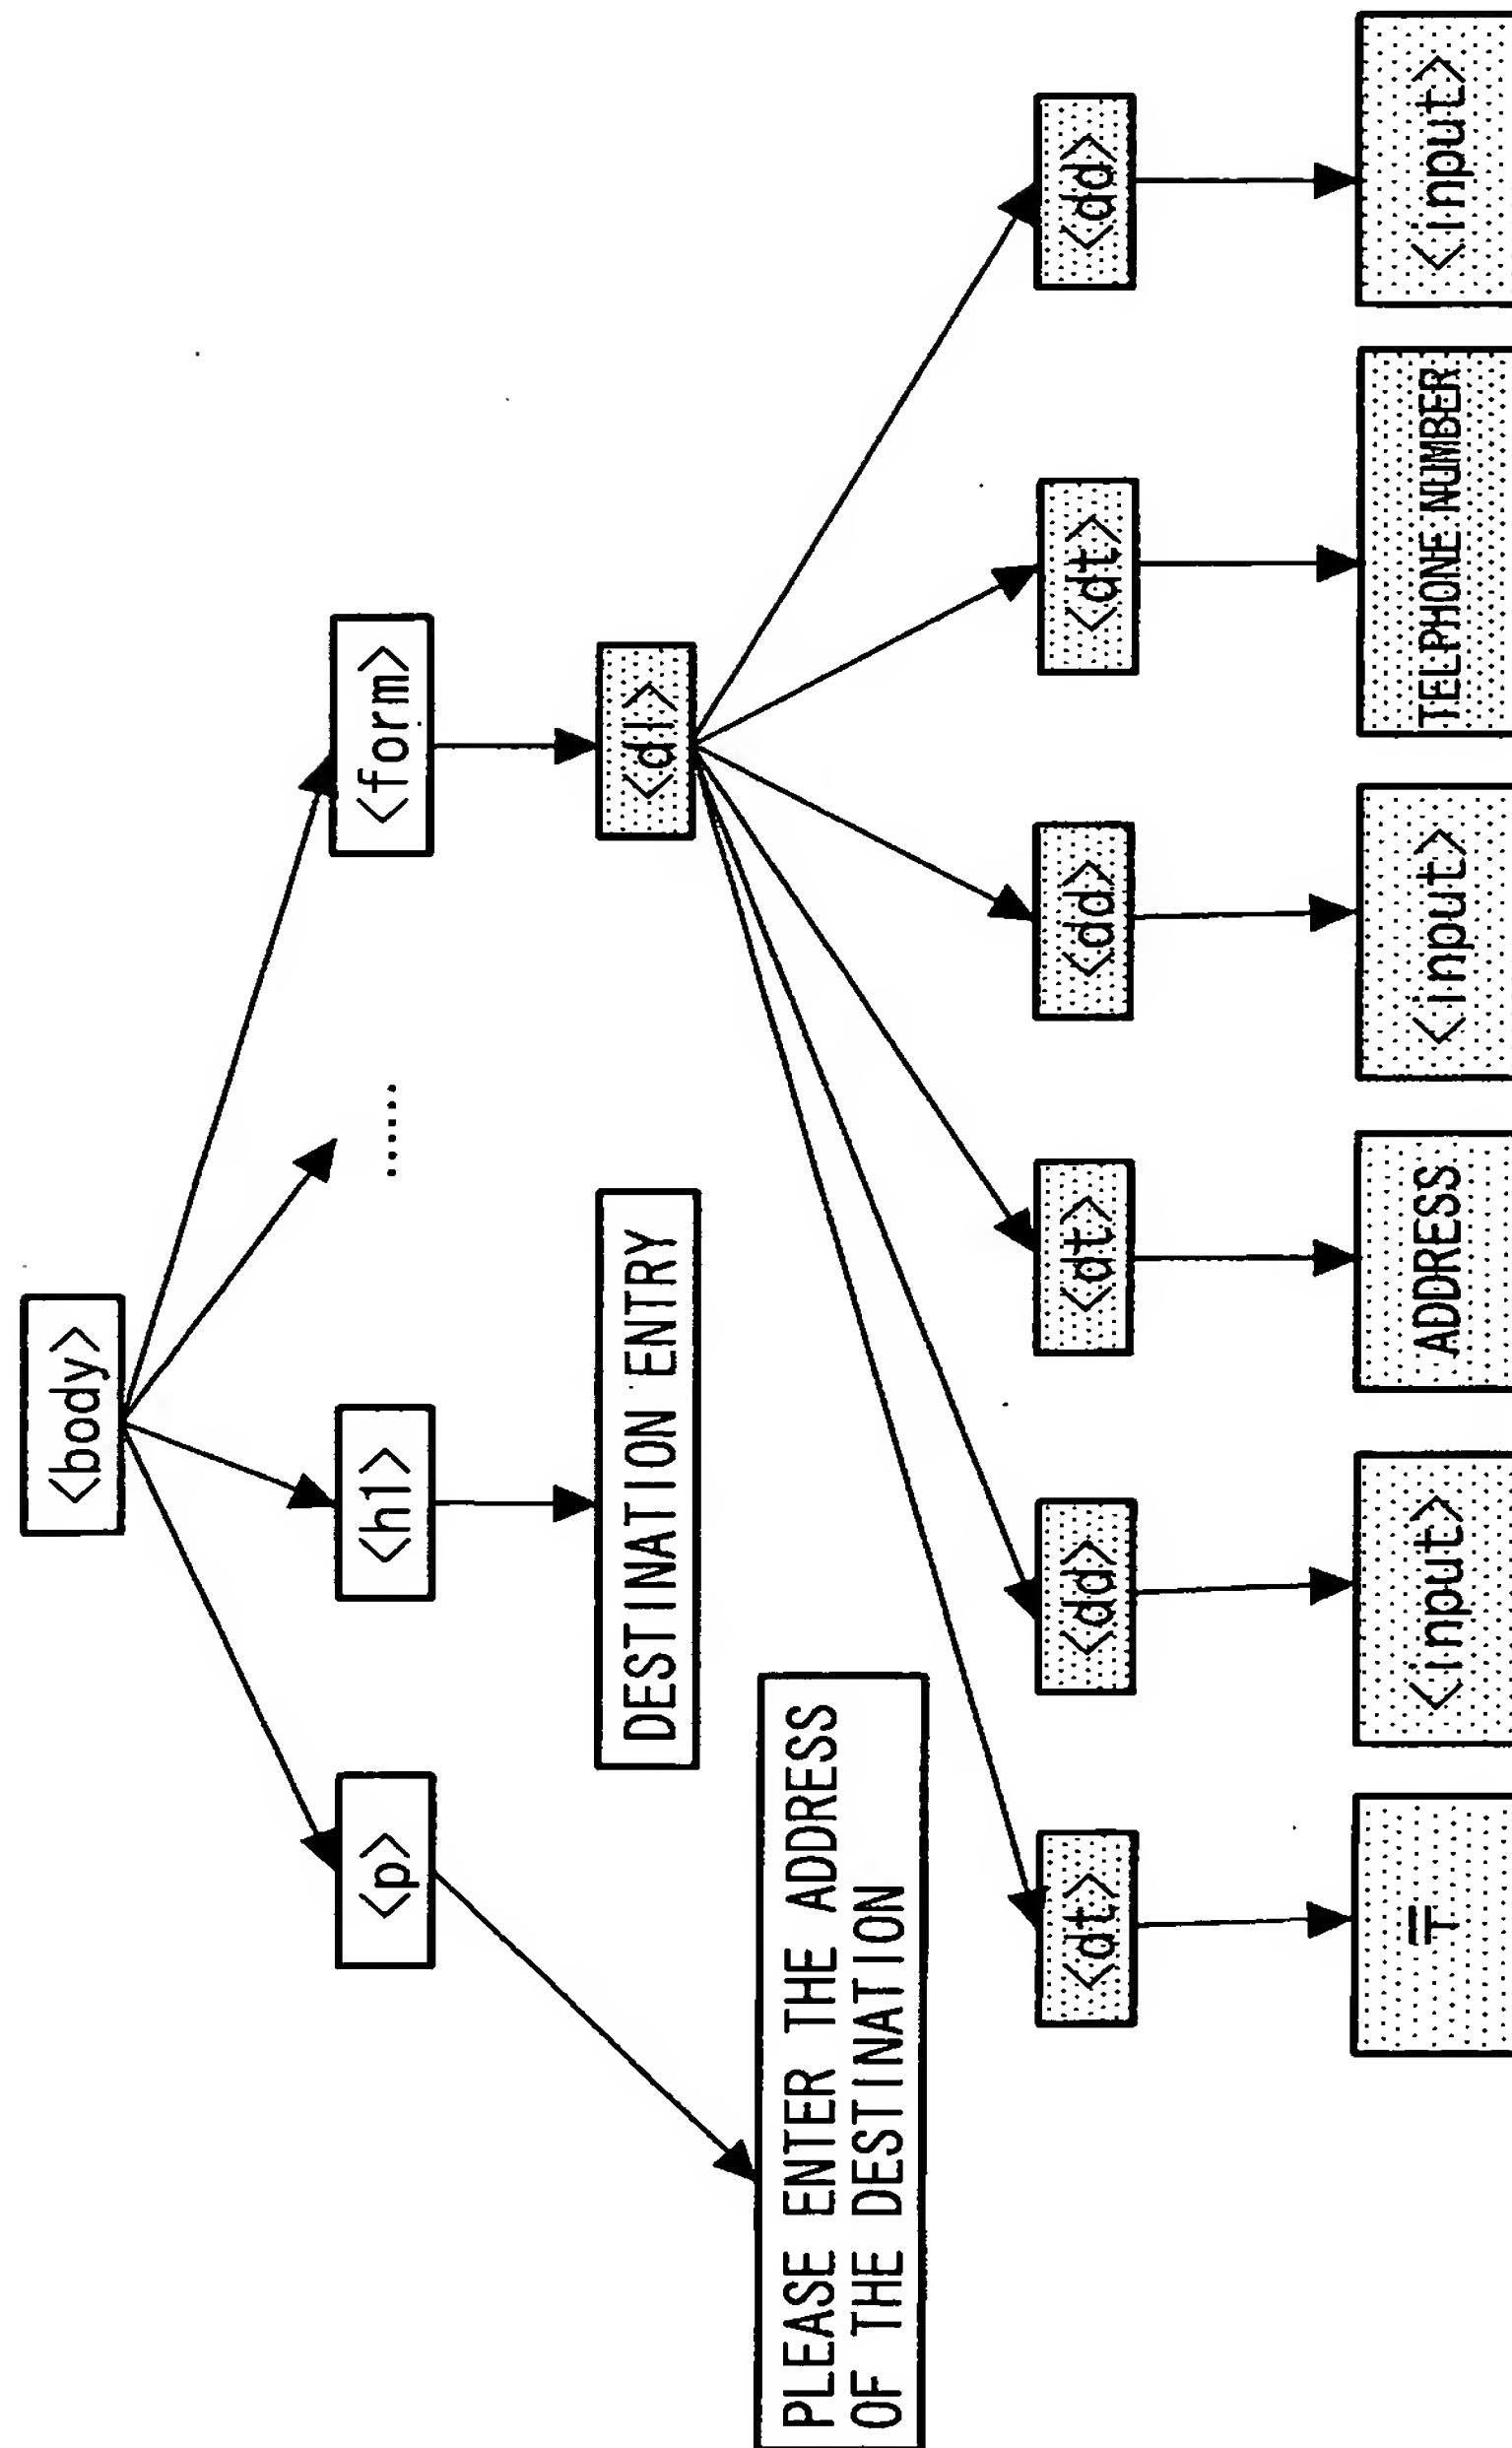 <body>
<p>
<h1>
......
<form>
PLEASE ENTER THE ADDRESS
OF THE DESTINATION
DESTINATION ENTRY
<dl>
<dt>
<dd>
<dt>
<dd>
<dt>
<dd>
〒
<input>
ADDRESS
<input>
TELPHONE NUMBER
<input>